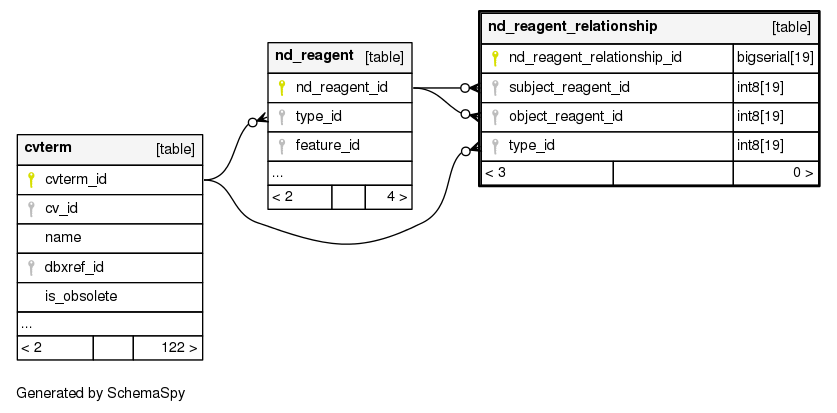 nd_reagent_relationship [table]
nd_reagent_relationship_id bigserial[19]
subject_reagent_id int8[19]
object_reagent_id int8[19]
type_id int8[19]
< 3 0 >
nd_reagent [table]
nd_reagent_id
type_id
feature_id
...
< 2 4 >
cvterm [table]
cvterm_id
cv_id
name
dbxref_id
is_obsolete
...
< 2 122 >
Generated by SchemaSpy